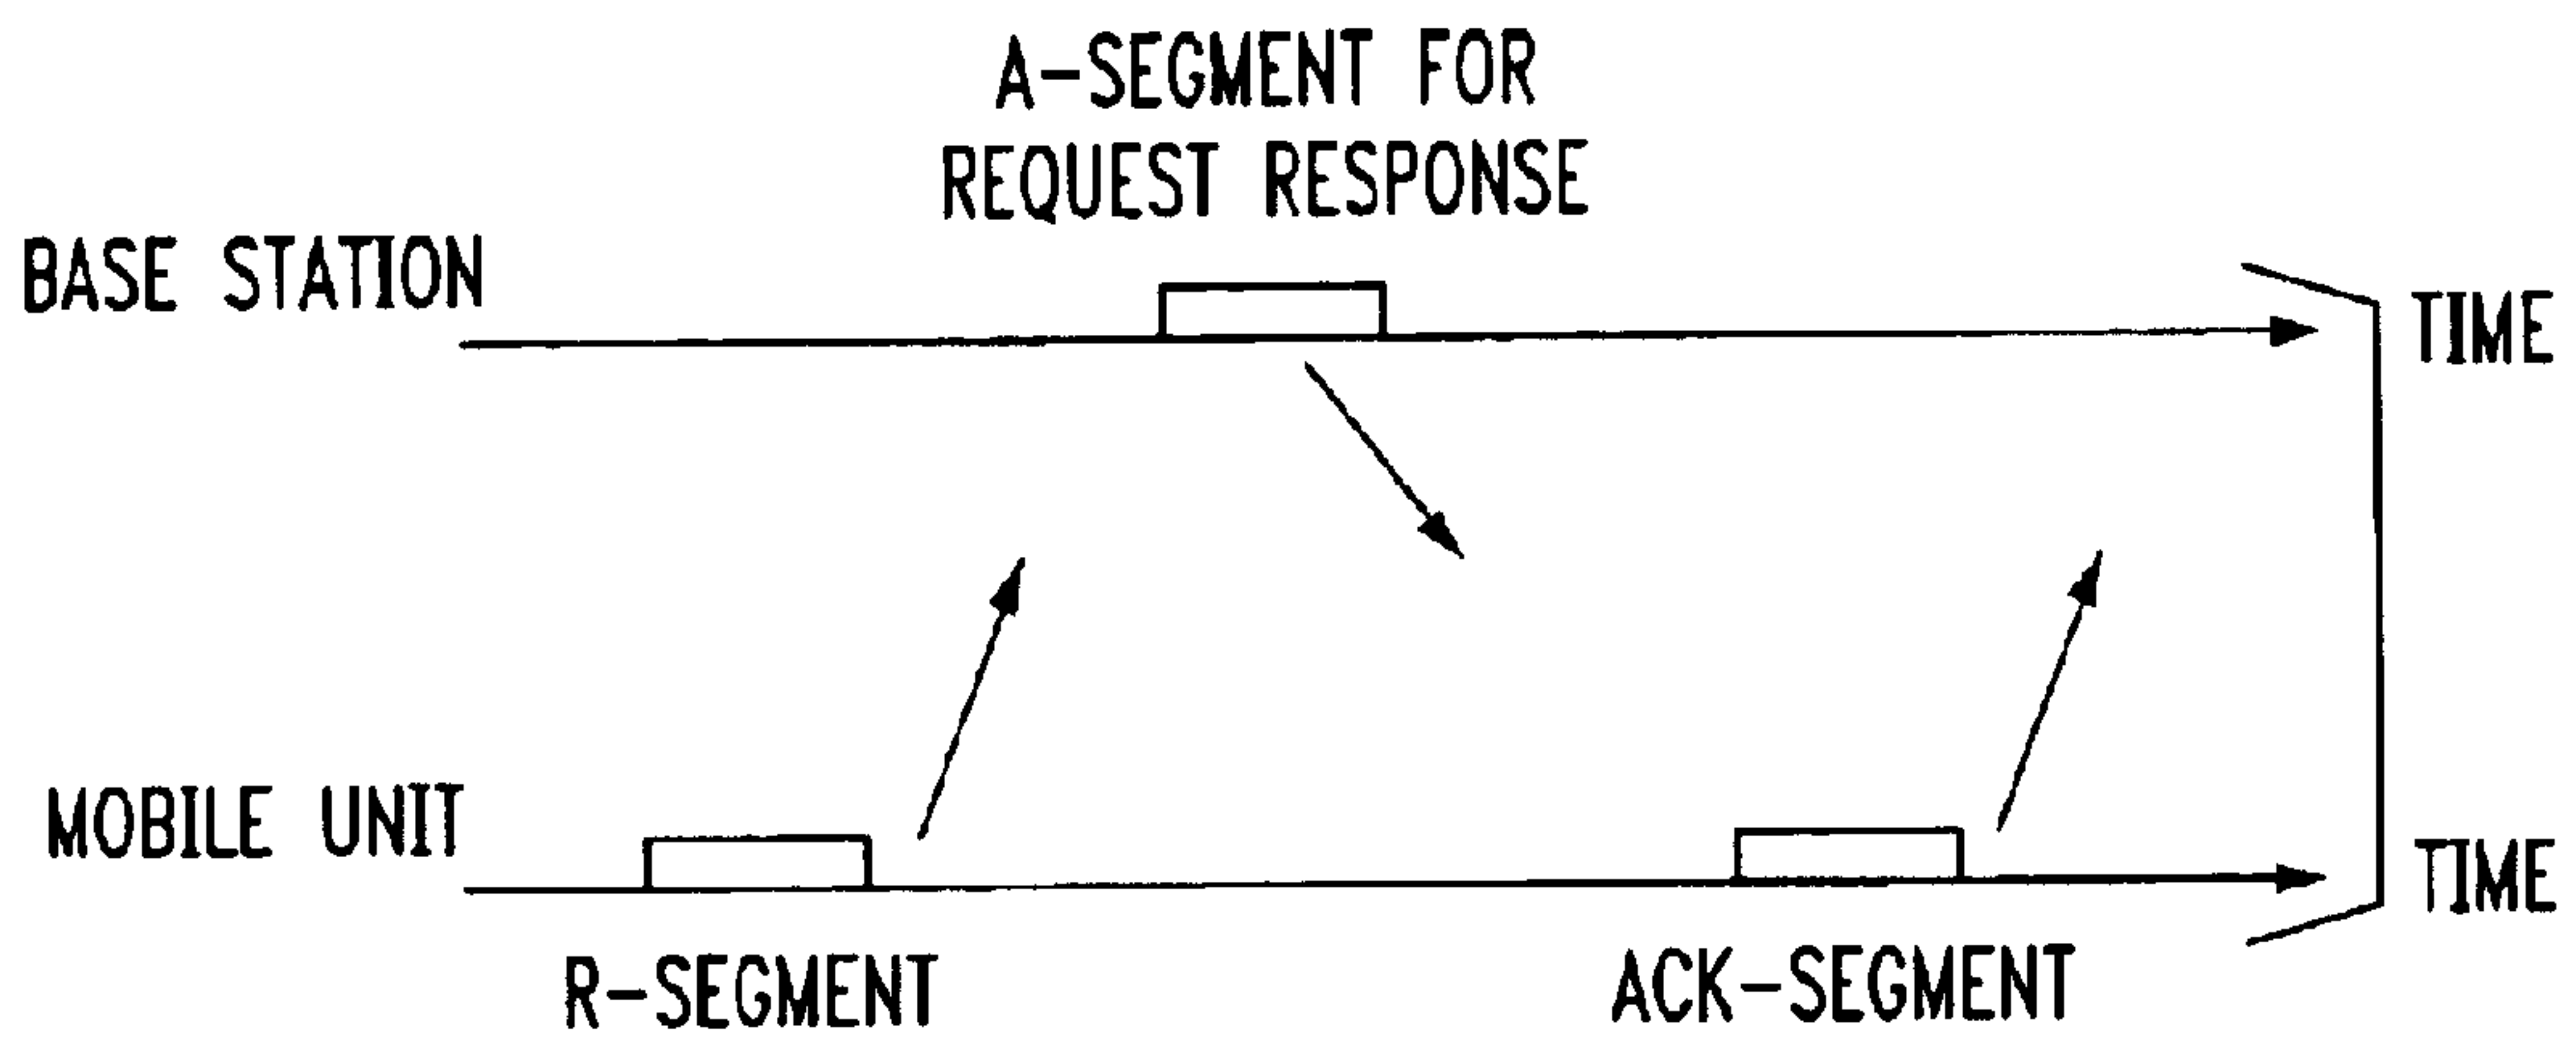 A-SEGMENT FOR
REQUEST RESPONSE
BASE STATION
TIME
MOBILE UNIT
TIME
R-SEGMENT
ACK-SEGMENT